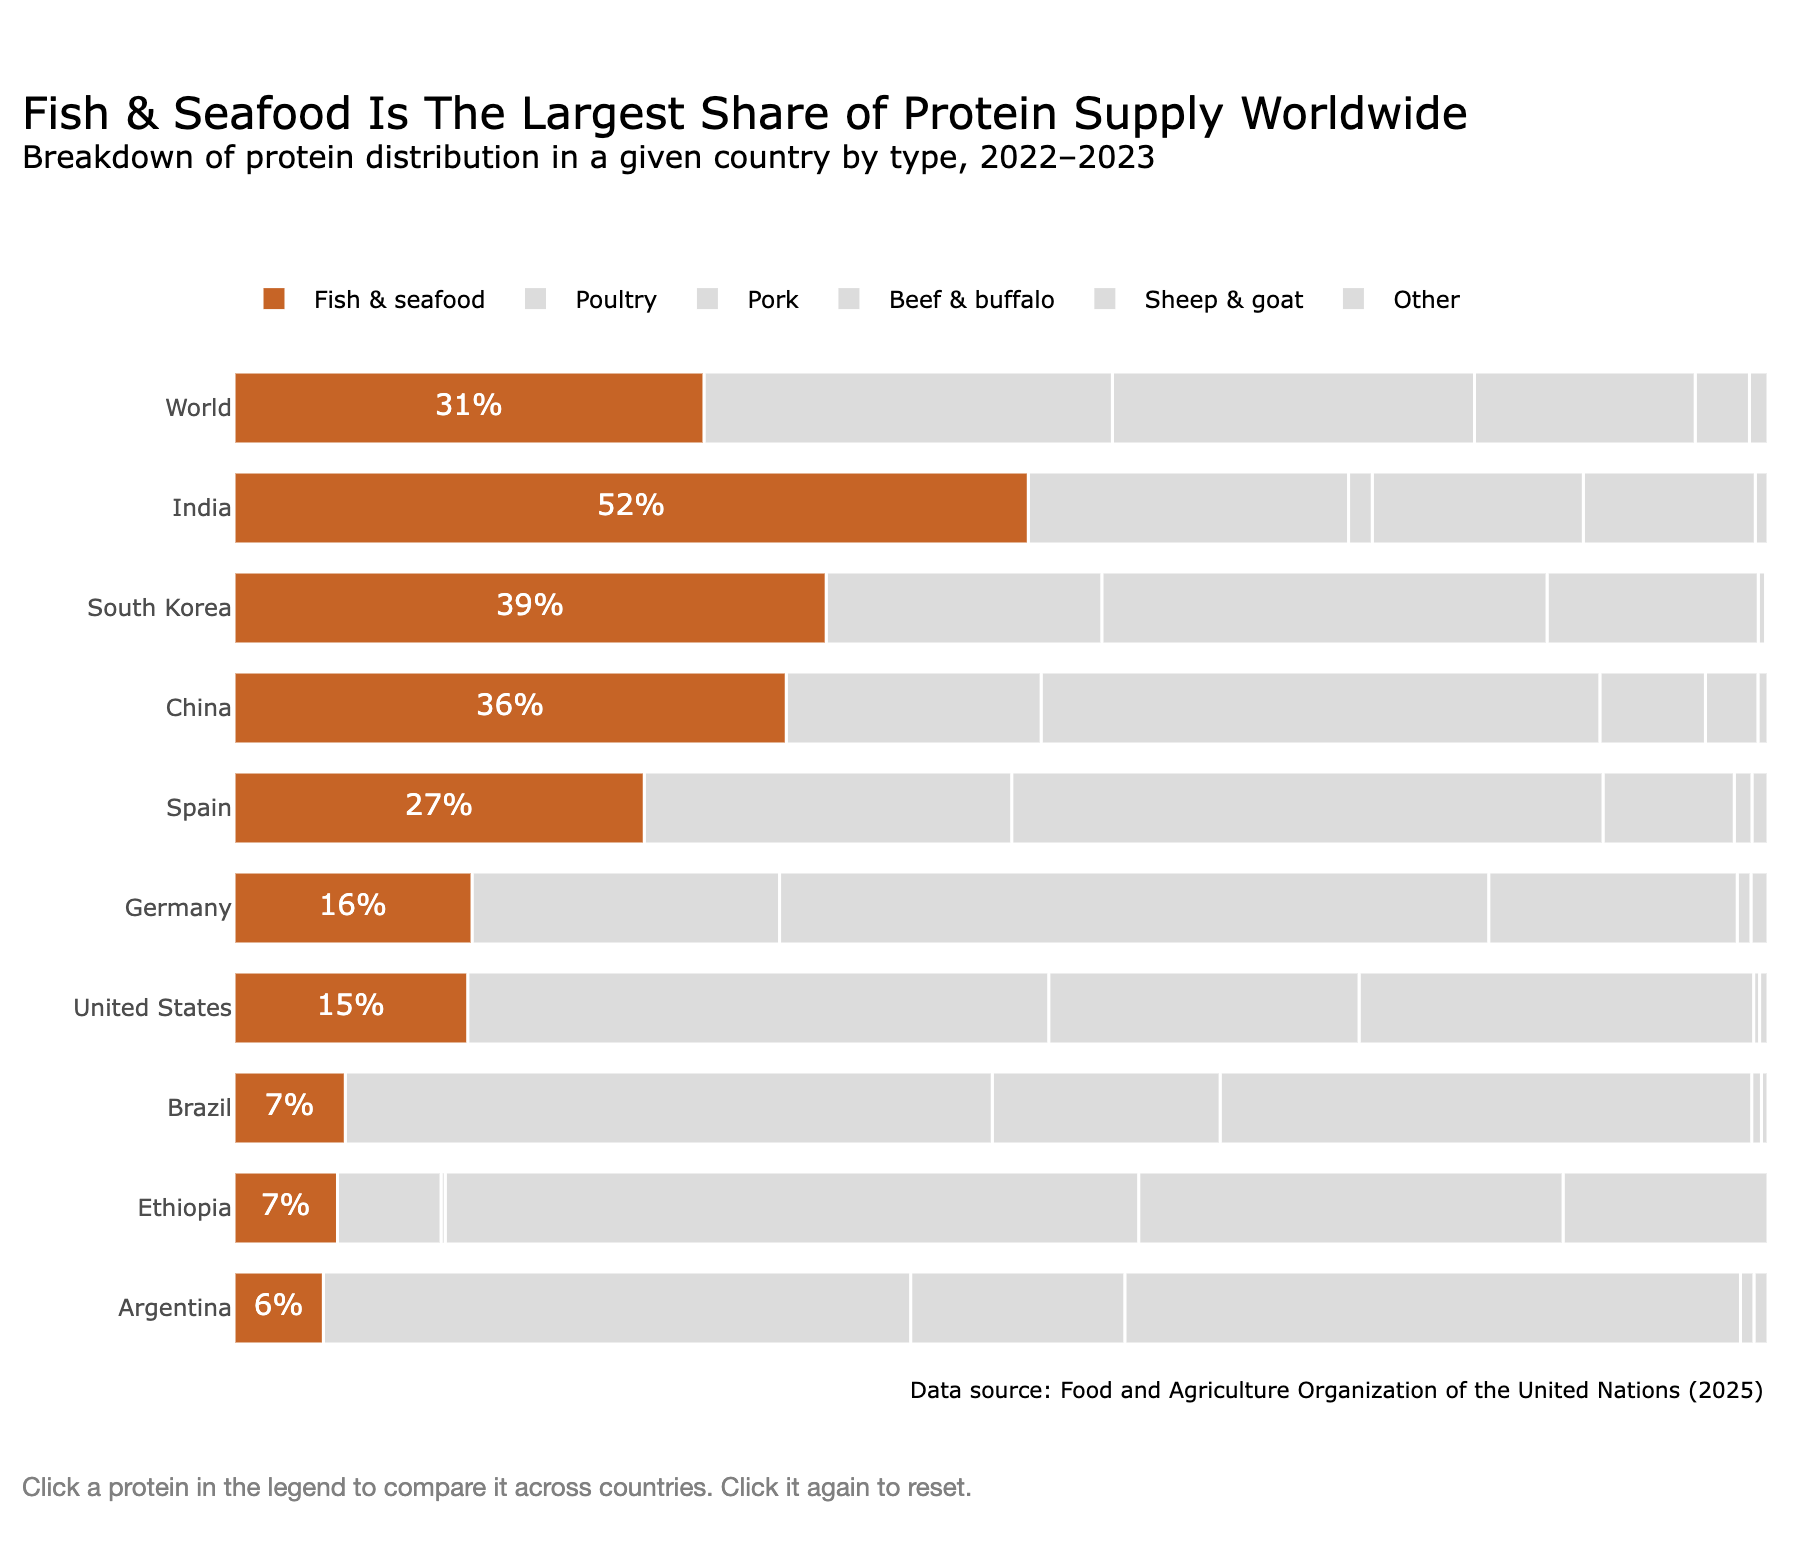 Fish & Seafood Is The Largest Share of Protein Supply Worldwide
Breakdown of protein distribution in a given country by type, 2022–2023
Fish & seafood Poultry Pork Beef & buffalo Sheep & goat Other
World 31%
India 52%
South Korea 39%
China 36%
Spain 27%
Germany 16%
United States 15%
Brazil 7%
Ethiopia 7%
Argentina 6%
Data source: Food and Agriculture Organization of the United Nations (2025)
Click a protein in the legend to compare it across countries. Click it again to reset.